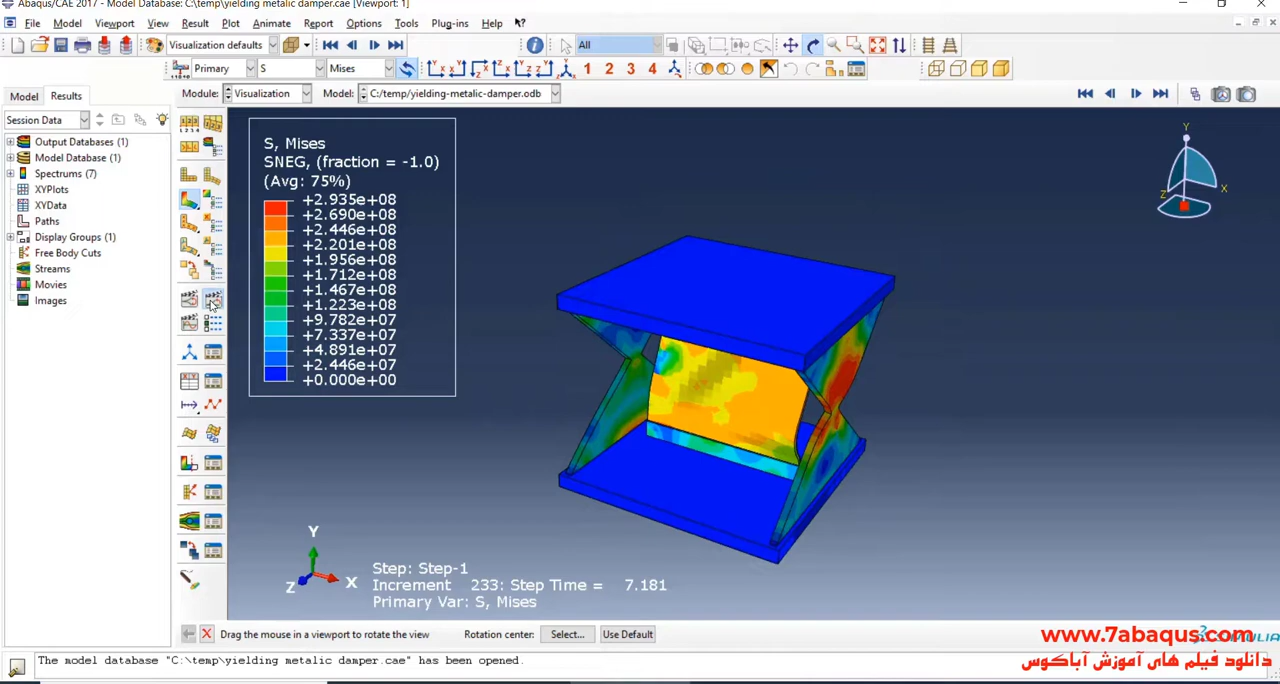 Abaqus/CAE 2017 - Model Database: C:\temp\yielding metalic damper.cae [Viewport: 1]
File Model Viewport View Result Plot Animate Report Options Tools Plug-ins Help
Visualization defaults All
Primary S Mises 1 2 3 4
Model Results Module: Visualization Model: C:/temp/yielding-metalic-damper.odb
Session Data
Output Databases (1)
Model Database (1)
Spectrums (7)
XYPlots
XYData
Paths
Display Groups (1)
Free Body Cuts
Streams
Movies
Images
S, Mises
SNEG, (fraction = -1.0)
(Avg: 75%)
+2.935e+08
+2.690e+08
+2.446e+08
+2.201e+08
+1.956e+08
+1.712e+08
+1.467e+08
+1.223e+08
+9.782e+07
+7.337e+07
+4.891e+07
+2.446e+07
+0.000e+00
Y
X
Z
Y
X
Z
Step: Step-1
Increment 233: Step Time = 7.181
Primary Var: S, Mises
Drag the mouse in a viewport to rotate the view Rotation center: Select... Use Default
www.7abaqus.com
SIMULIA
دانلود فیلم های آموزش آباکوس
The model database "C:\temp\yielding metalic damper.cae" has been opened.